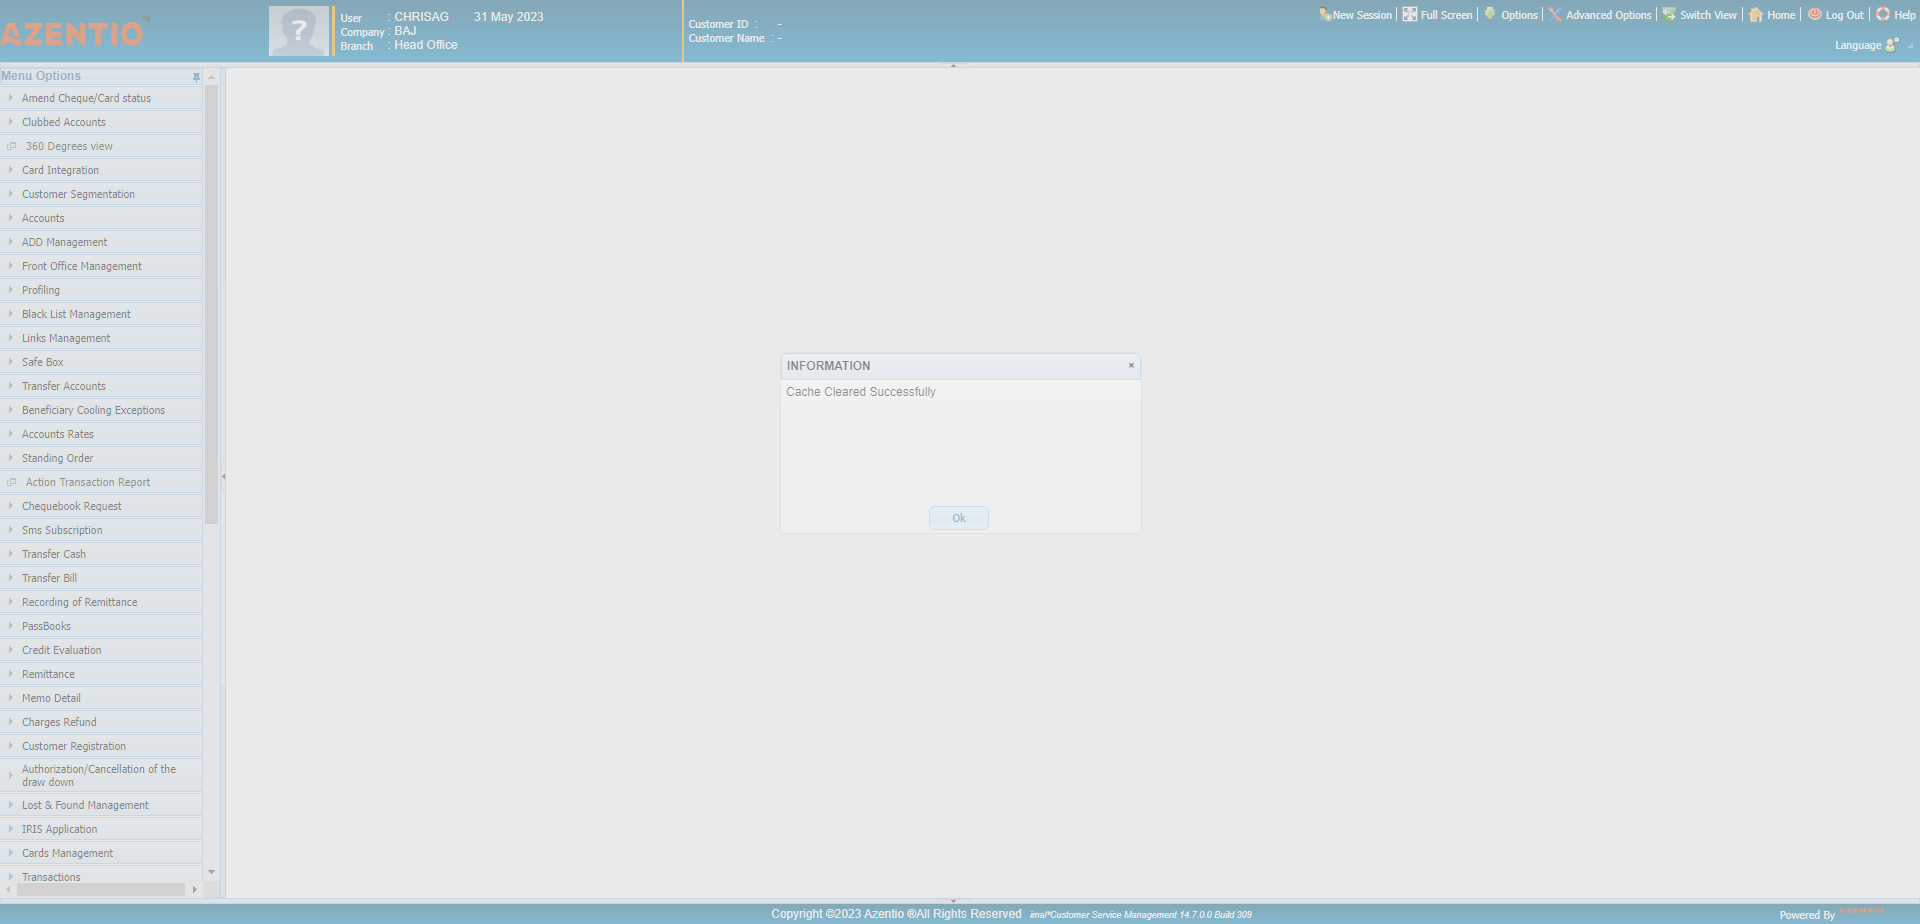 AZENTIO™
User : CHRISAG 31 May 2023
Company : BAJ
Branch : Head Office
Customer ID : -
Customer Name : -
New Session | Full Screen | Options | Advanced Options | Switch View | Home | Log Out | Help
Language
Menu Options
Amend Cheque/Card status
Clubbed Accounts
360 Degrees view
Card Integration
Customer Segmentation
Accounts
ADD Management
Front Office Management
Profiling
Black List Management
Links Management
Safe Box
Transfer Accounts
Beneficiary Cooling Exceptions
Accounts Rates
Standing Order
Action Transaction Report
Chequebook Request
Sms Subscription
Transfer Cash
Transfer Bill
Recording of Remittance
PassBooks
Credit Evaluation
Remittance
Memo Detail
Charges Refund
Customer Registration
Authorization/Cancellation of the
draw down
Lost & Found Management
IRIS Application
Cards Management
Transactions
INFORMATION ×
Cache Cleared Successfully
Ok
Copyright ©2023 Azentio ®All Rights Reserved imal*Customer Service Management 14.7.0.0 Build 309
Powered By AZENTIO